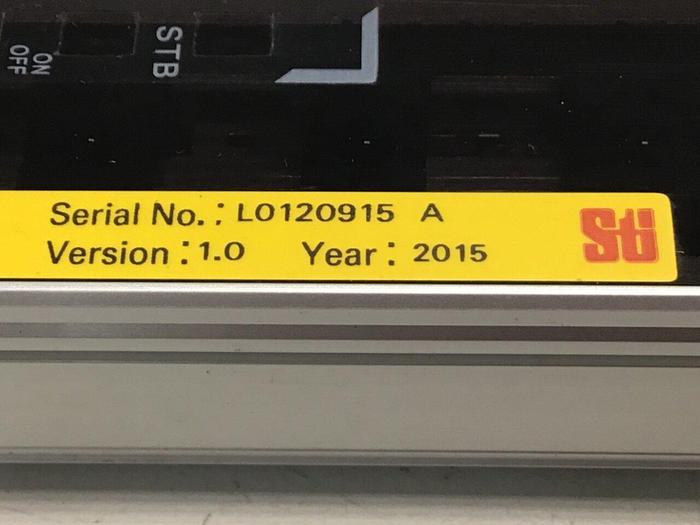 ON
OFF
STB
Serial No.: L0120915 A
Version: 1.0 Year: 2015
Sti